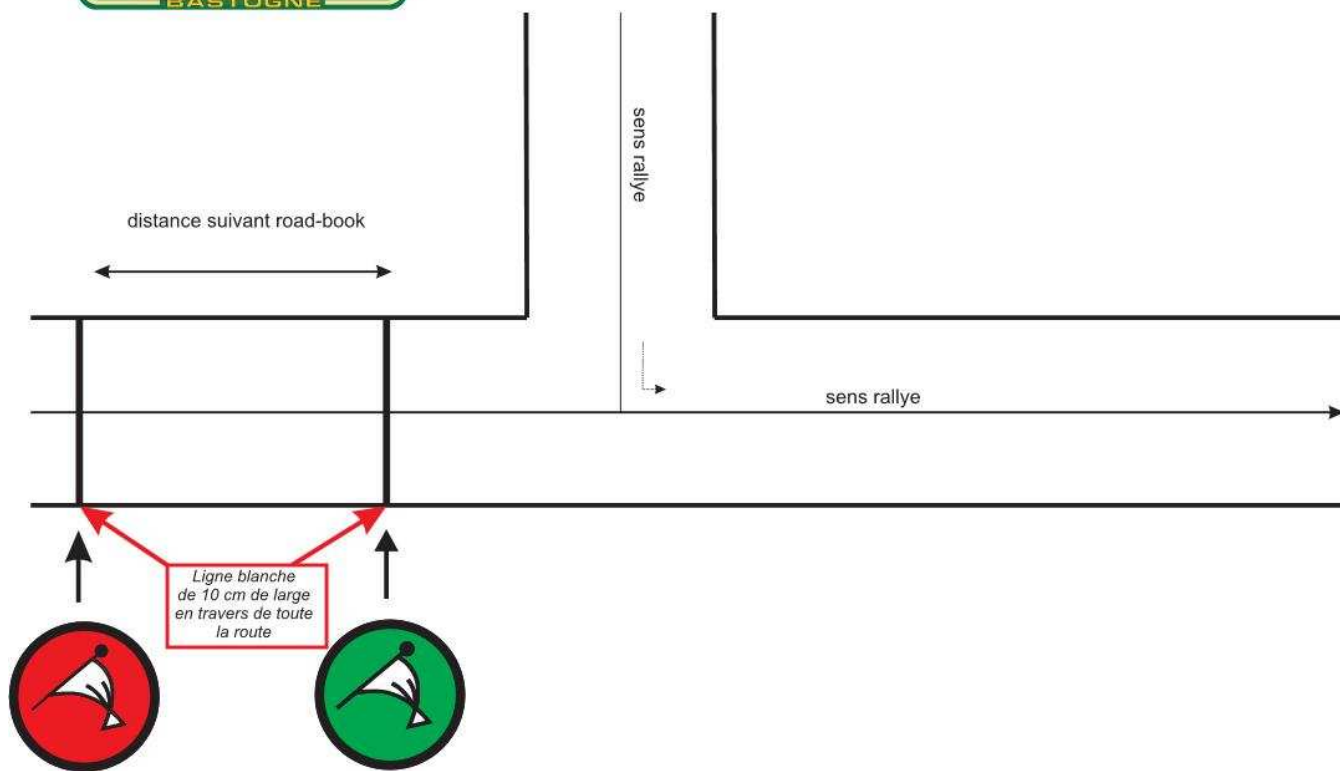 BASTOGNE
sens rallye
distance suivant road-book
sens rallye
Ligne blanche
de 10 cm de large
en travers de toute
la route